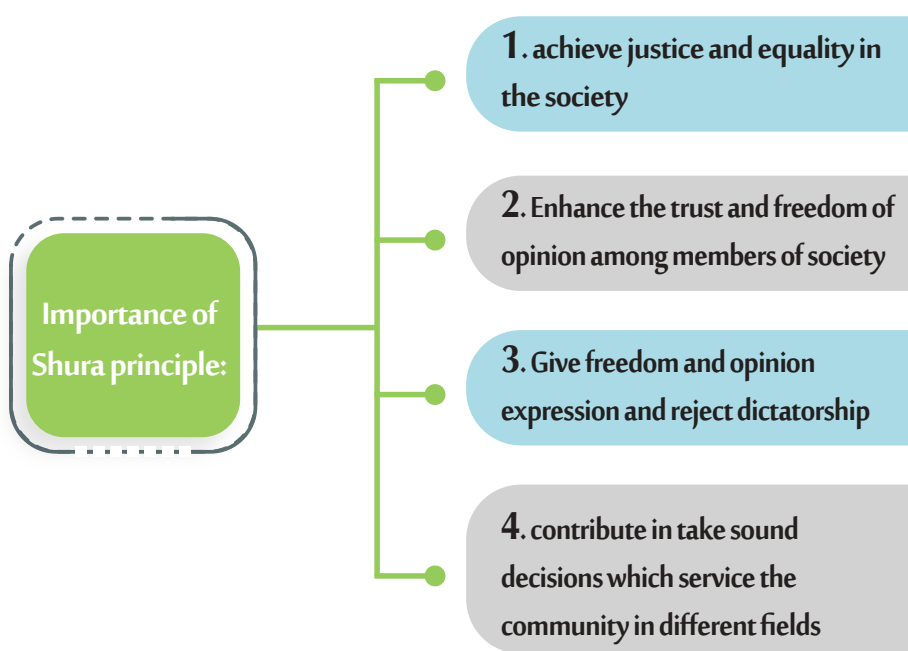 Importance of
Shura principle:
1. achieve justice and equality in
the society
2. Enhance the trust and freedom of
opinion among members of society
3. Give freedom and opinion
expression and reject dictatorship
4. contribute in take sound
decisions which service the
community in different fields